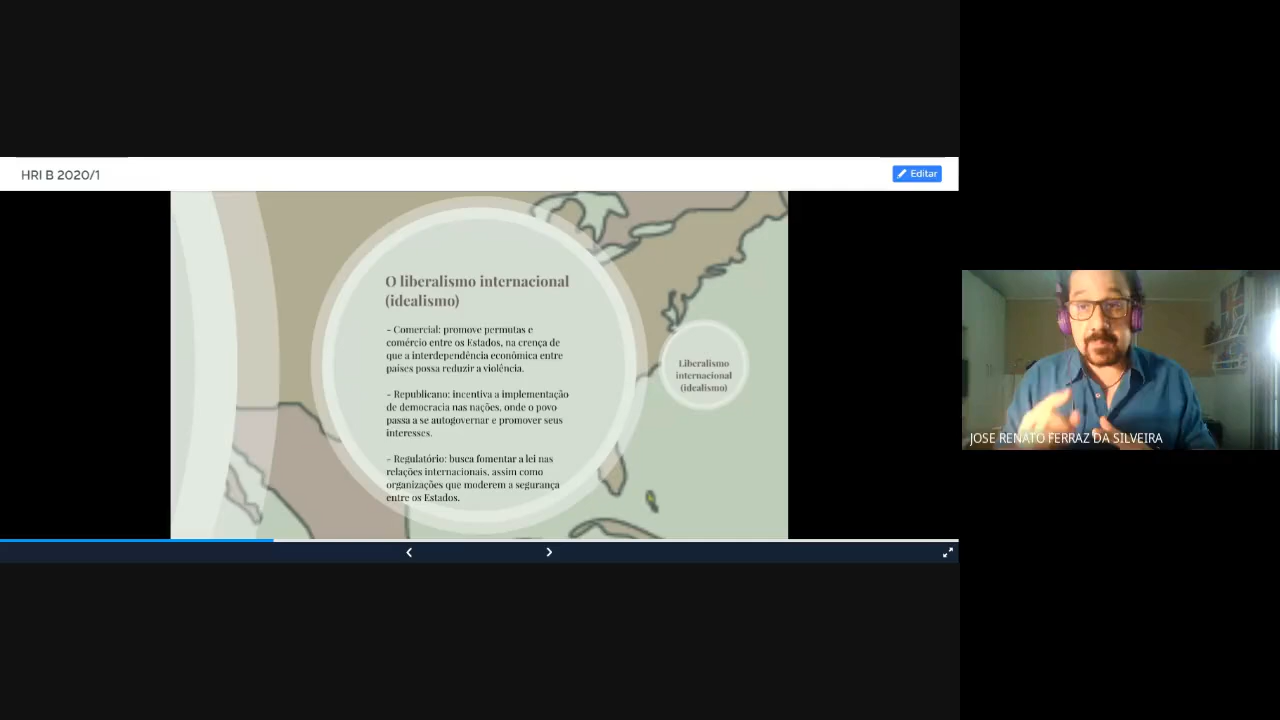 HRI B 2020/1
Editar
O liberalismo internacional
(idealismo)
- Comercial: promove permutas e
comércio entre os Estados, na crença de
que a interdependência econômica entre
países possa reduzir a violência.
- Republicano: incentiva a implementação
de democracia nas nações, onde o povo
passa a se autogovernar e promover seus
interesses.
- Regulatório: busca fomentar a lei nas
relações internacionais, assim como
organizações que moderem a segurança
entre os Estados.
Liberalismo
internacional
(idealismo)
JOSE RENATO FERRAZ DA SILVEIRA